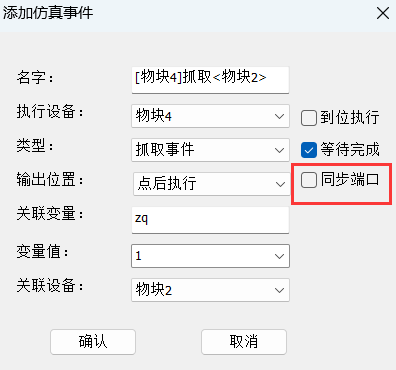 添加仿真事件
名字：
[物块4]抓取<物块2>
执行设备：
物块4
到位执行
类型：
抓取事件
等待完成
输出位置：
点后执行
同步端口
关联变量：
zq
变量值：
1
关联设备：
物块2
确认
取消